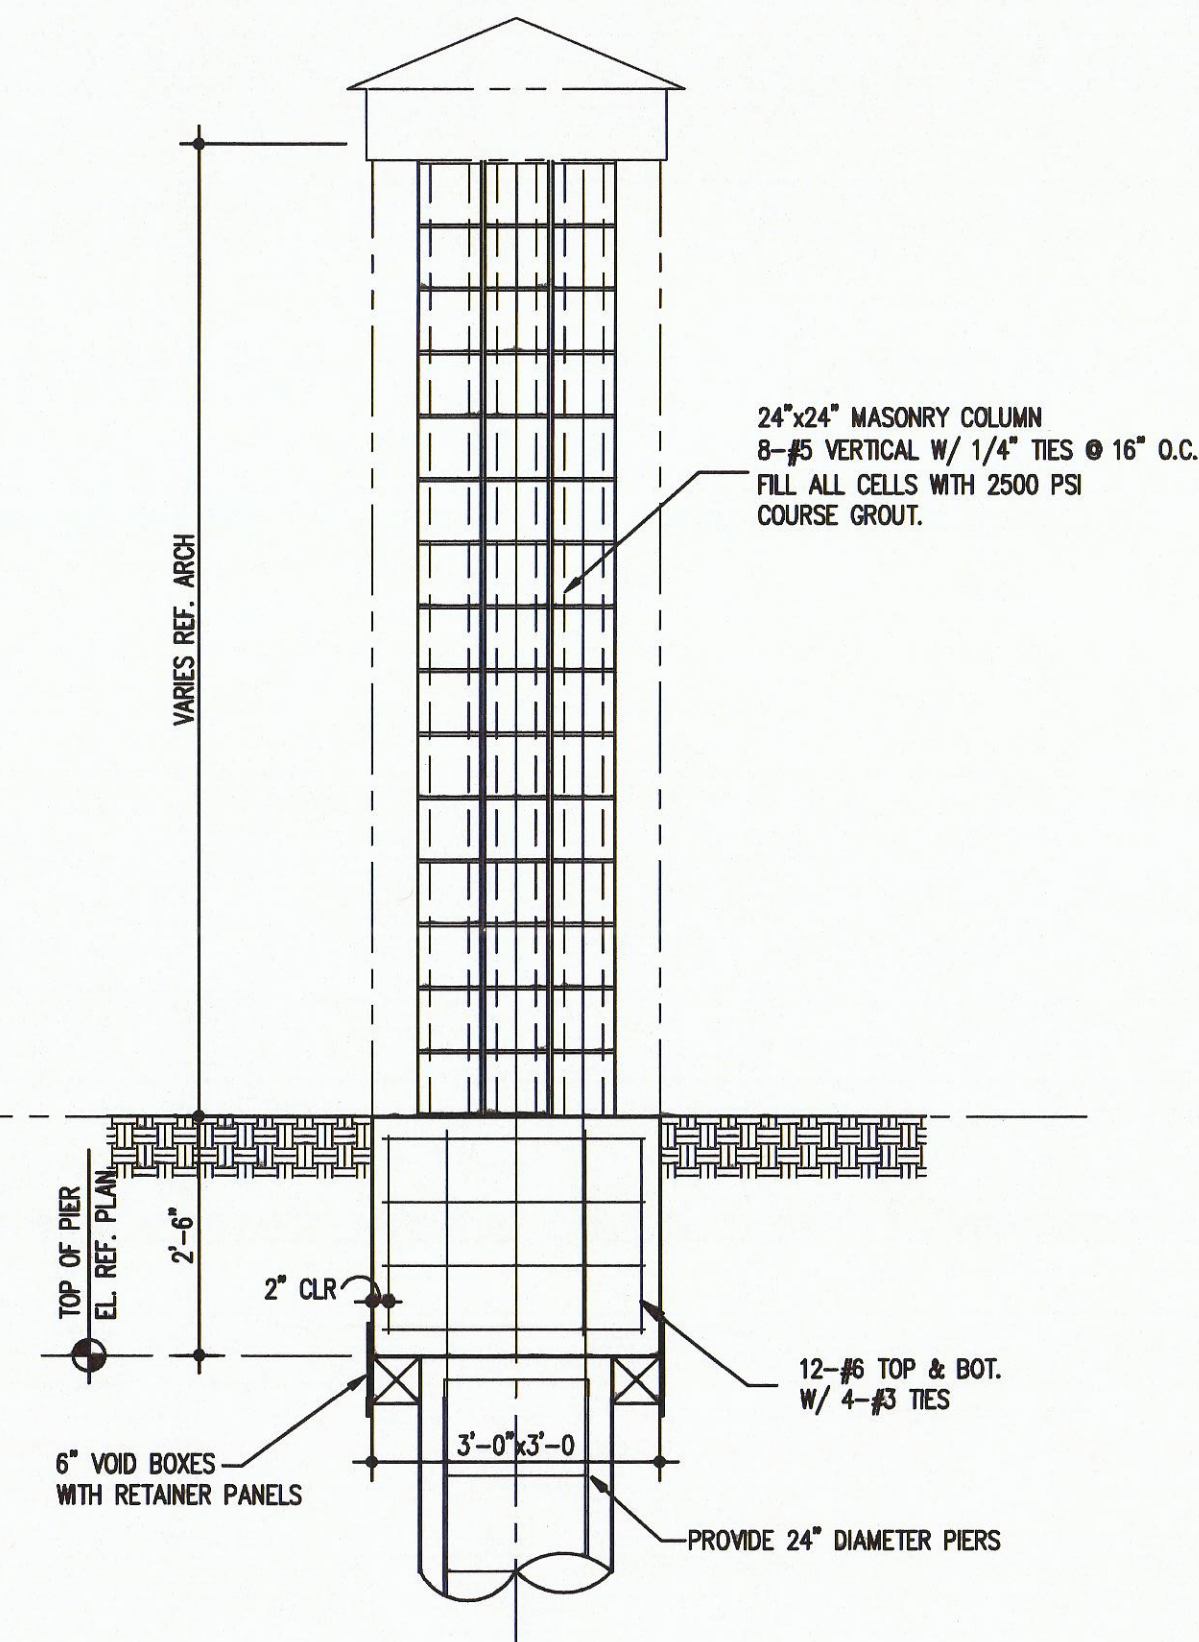 24"x24" MASONRY COLUMN
8-#5 VERTICAL W/ 1/4" TIES @ 16" O.C.
FILL ALL CELLS WITH 2500 PSI
COURSE GROUT.
VARIES REF. ARCH
TOP OF PIER
EL. REF. PLAN
2'-6"
2" CLR
12-#6 TOP & BOT.
W/ 4-#3 TIES
3'-0"x3'-0
6" VOID BOXES
WITH RETAINER PANELS
PROVIDE 24" DIAMETER PIERS